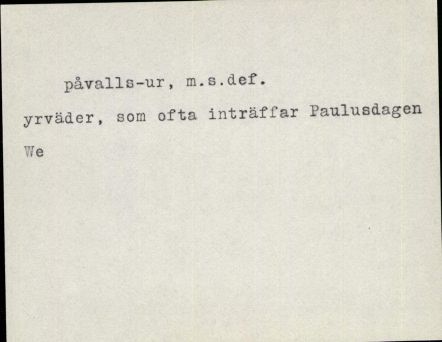 påvalls-ur, m.s.def.
yrväder, som ofta inträffar Paulusdagen
We